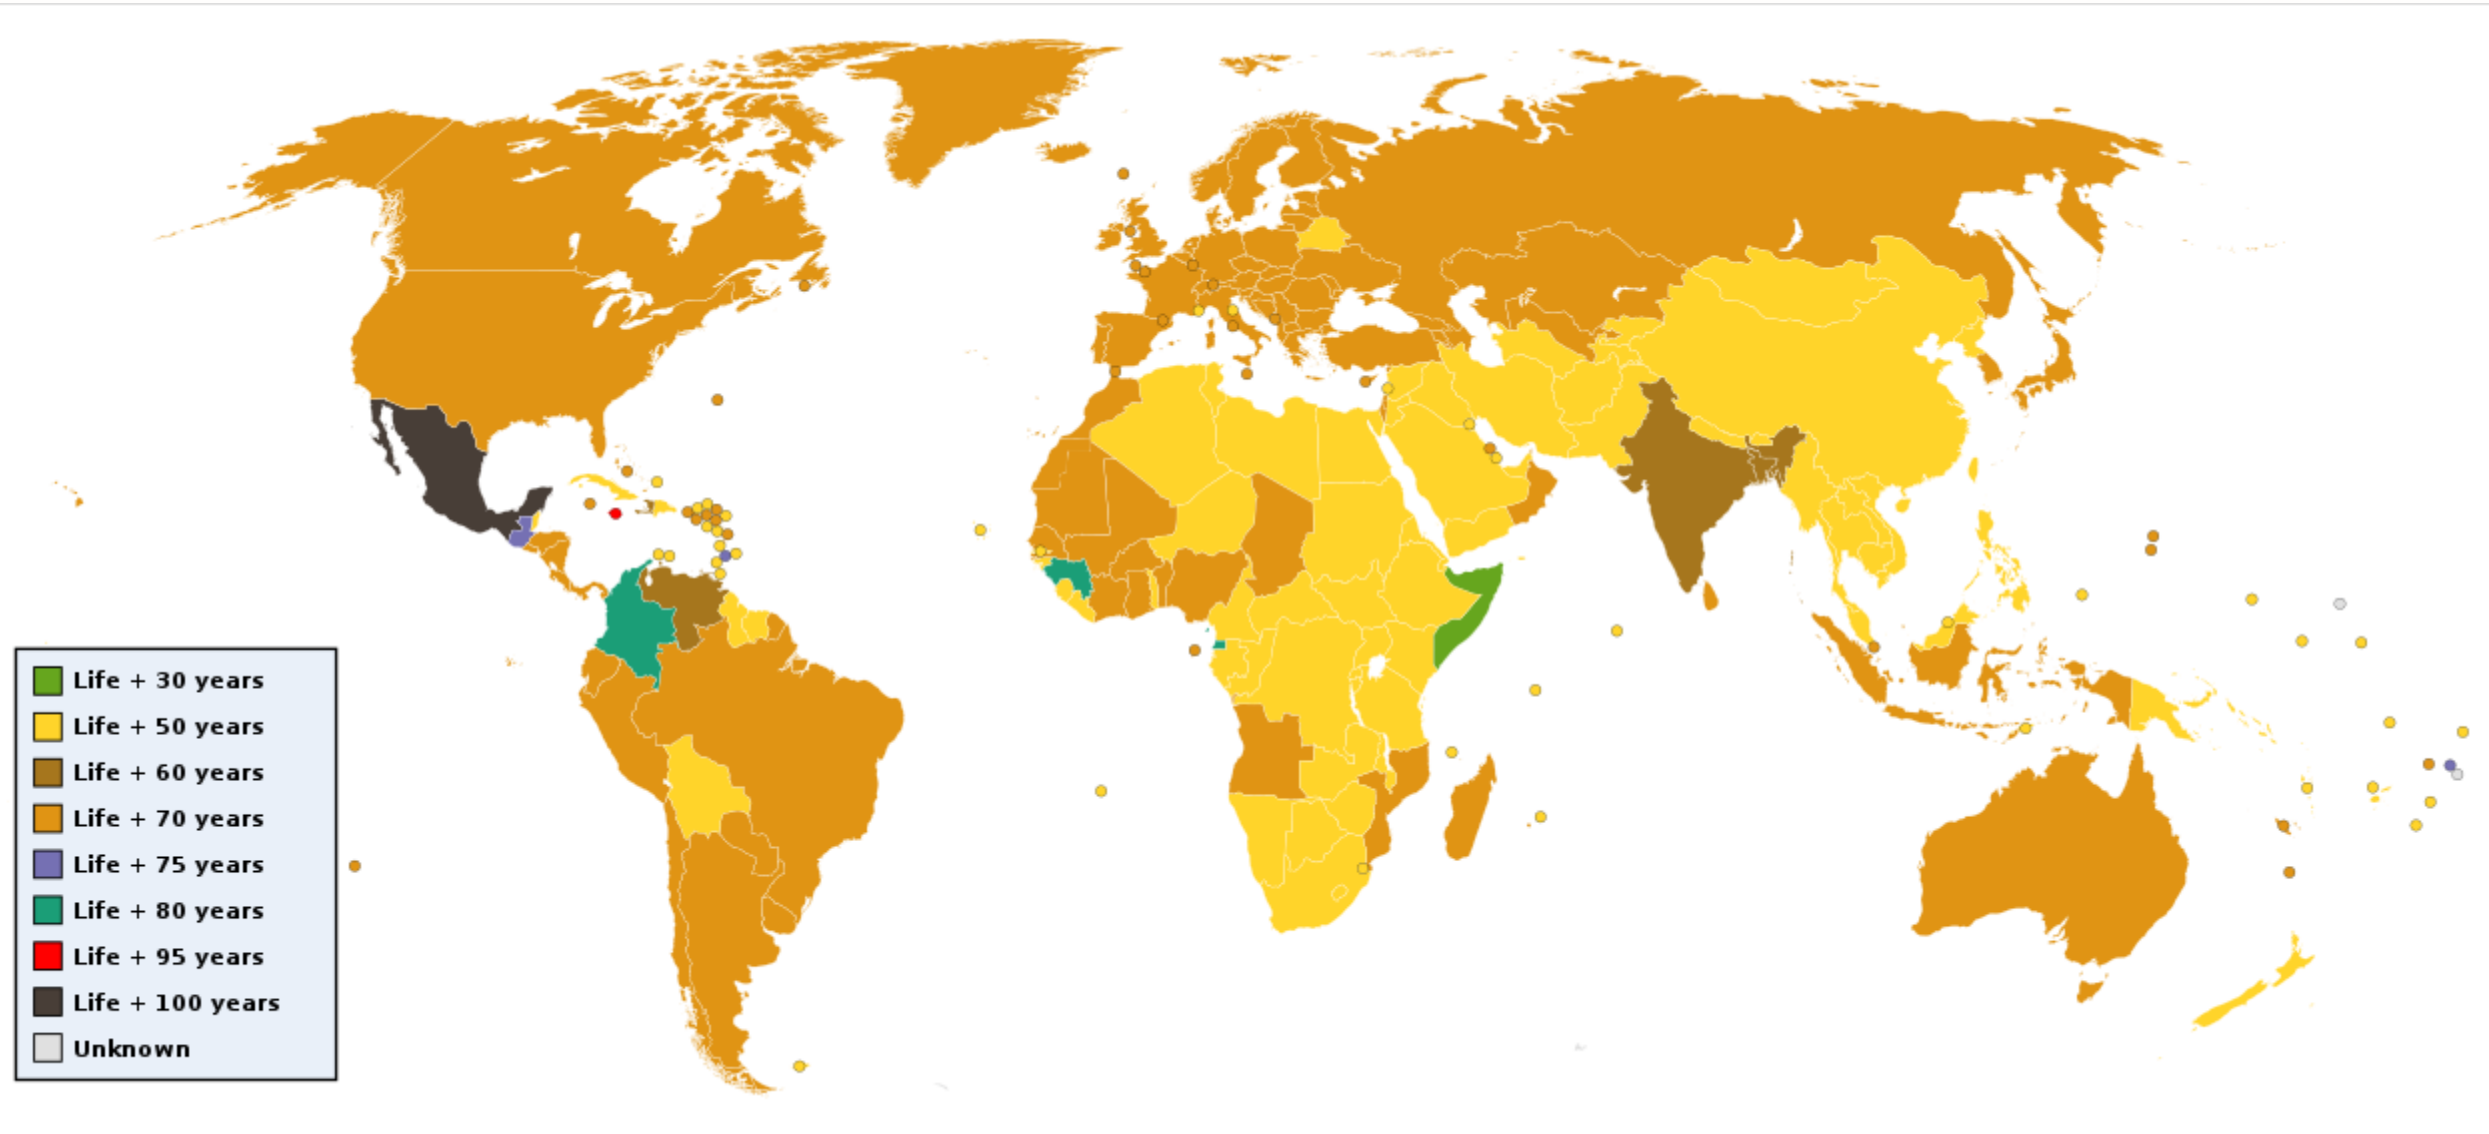 Life + 30 years
Life + 50 years
Life + 60 years
Life + 70 years
Life + 75 years
Life + 80 years
Life + 95 years
Life + 100 years
Unknown